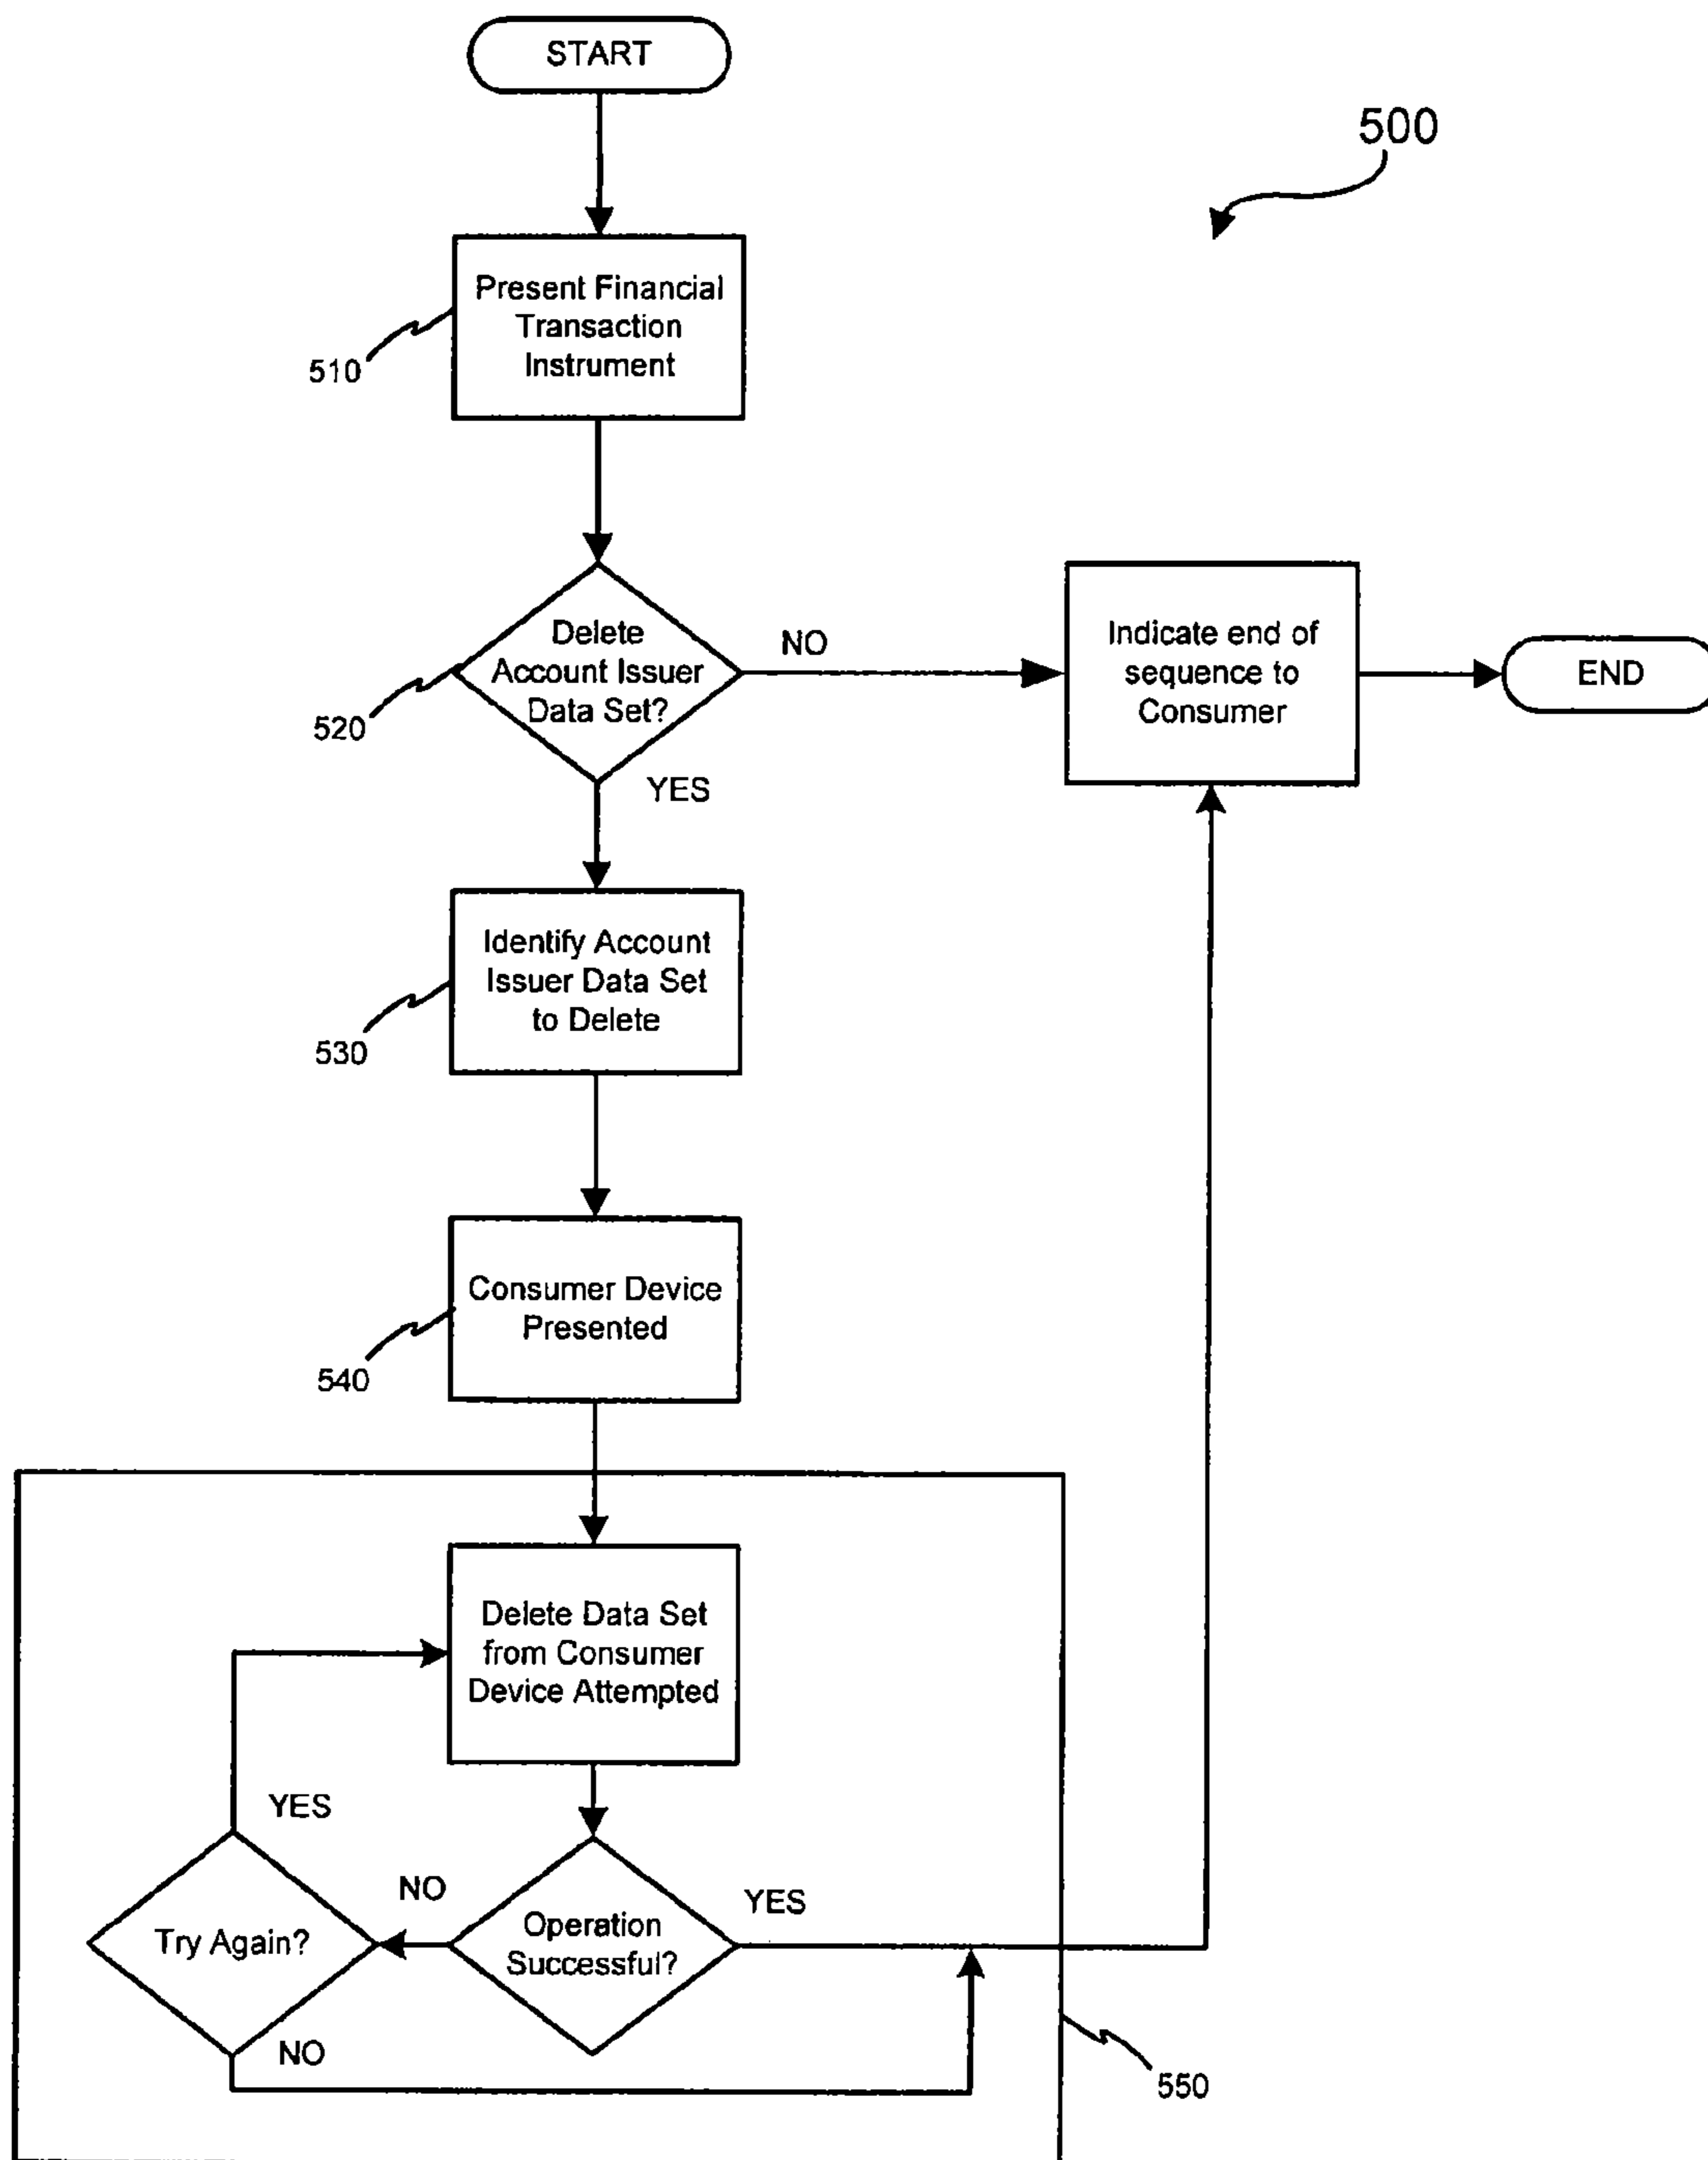 START
500
Present Financial
Transaction
Instrument
510
Delete
Account Issuer
Data Set?
520
NO
YES
Indicate end of
sequence to
Consumer
END
Identify Account
Issuer Data Set
to Delete
530
Consumer Device
Presented
540
Delete Data Set
from Consumer
Device Attempted
YES
NO
YES
Try Again?
Operation
Successful?
NO
550